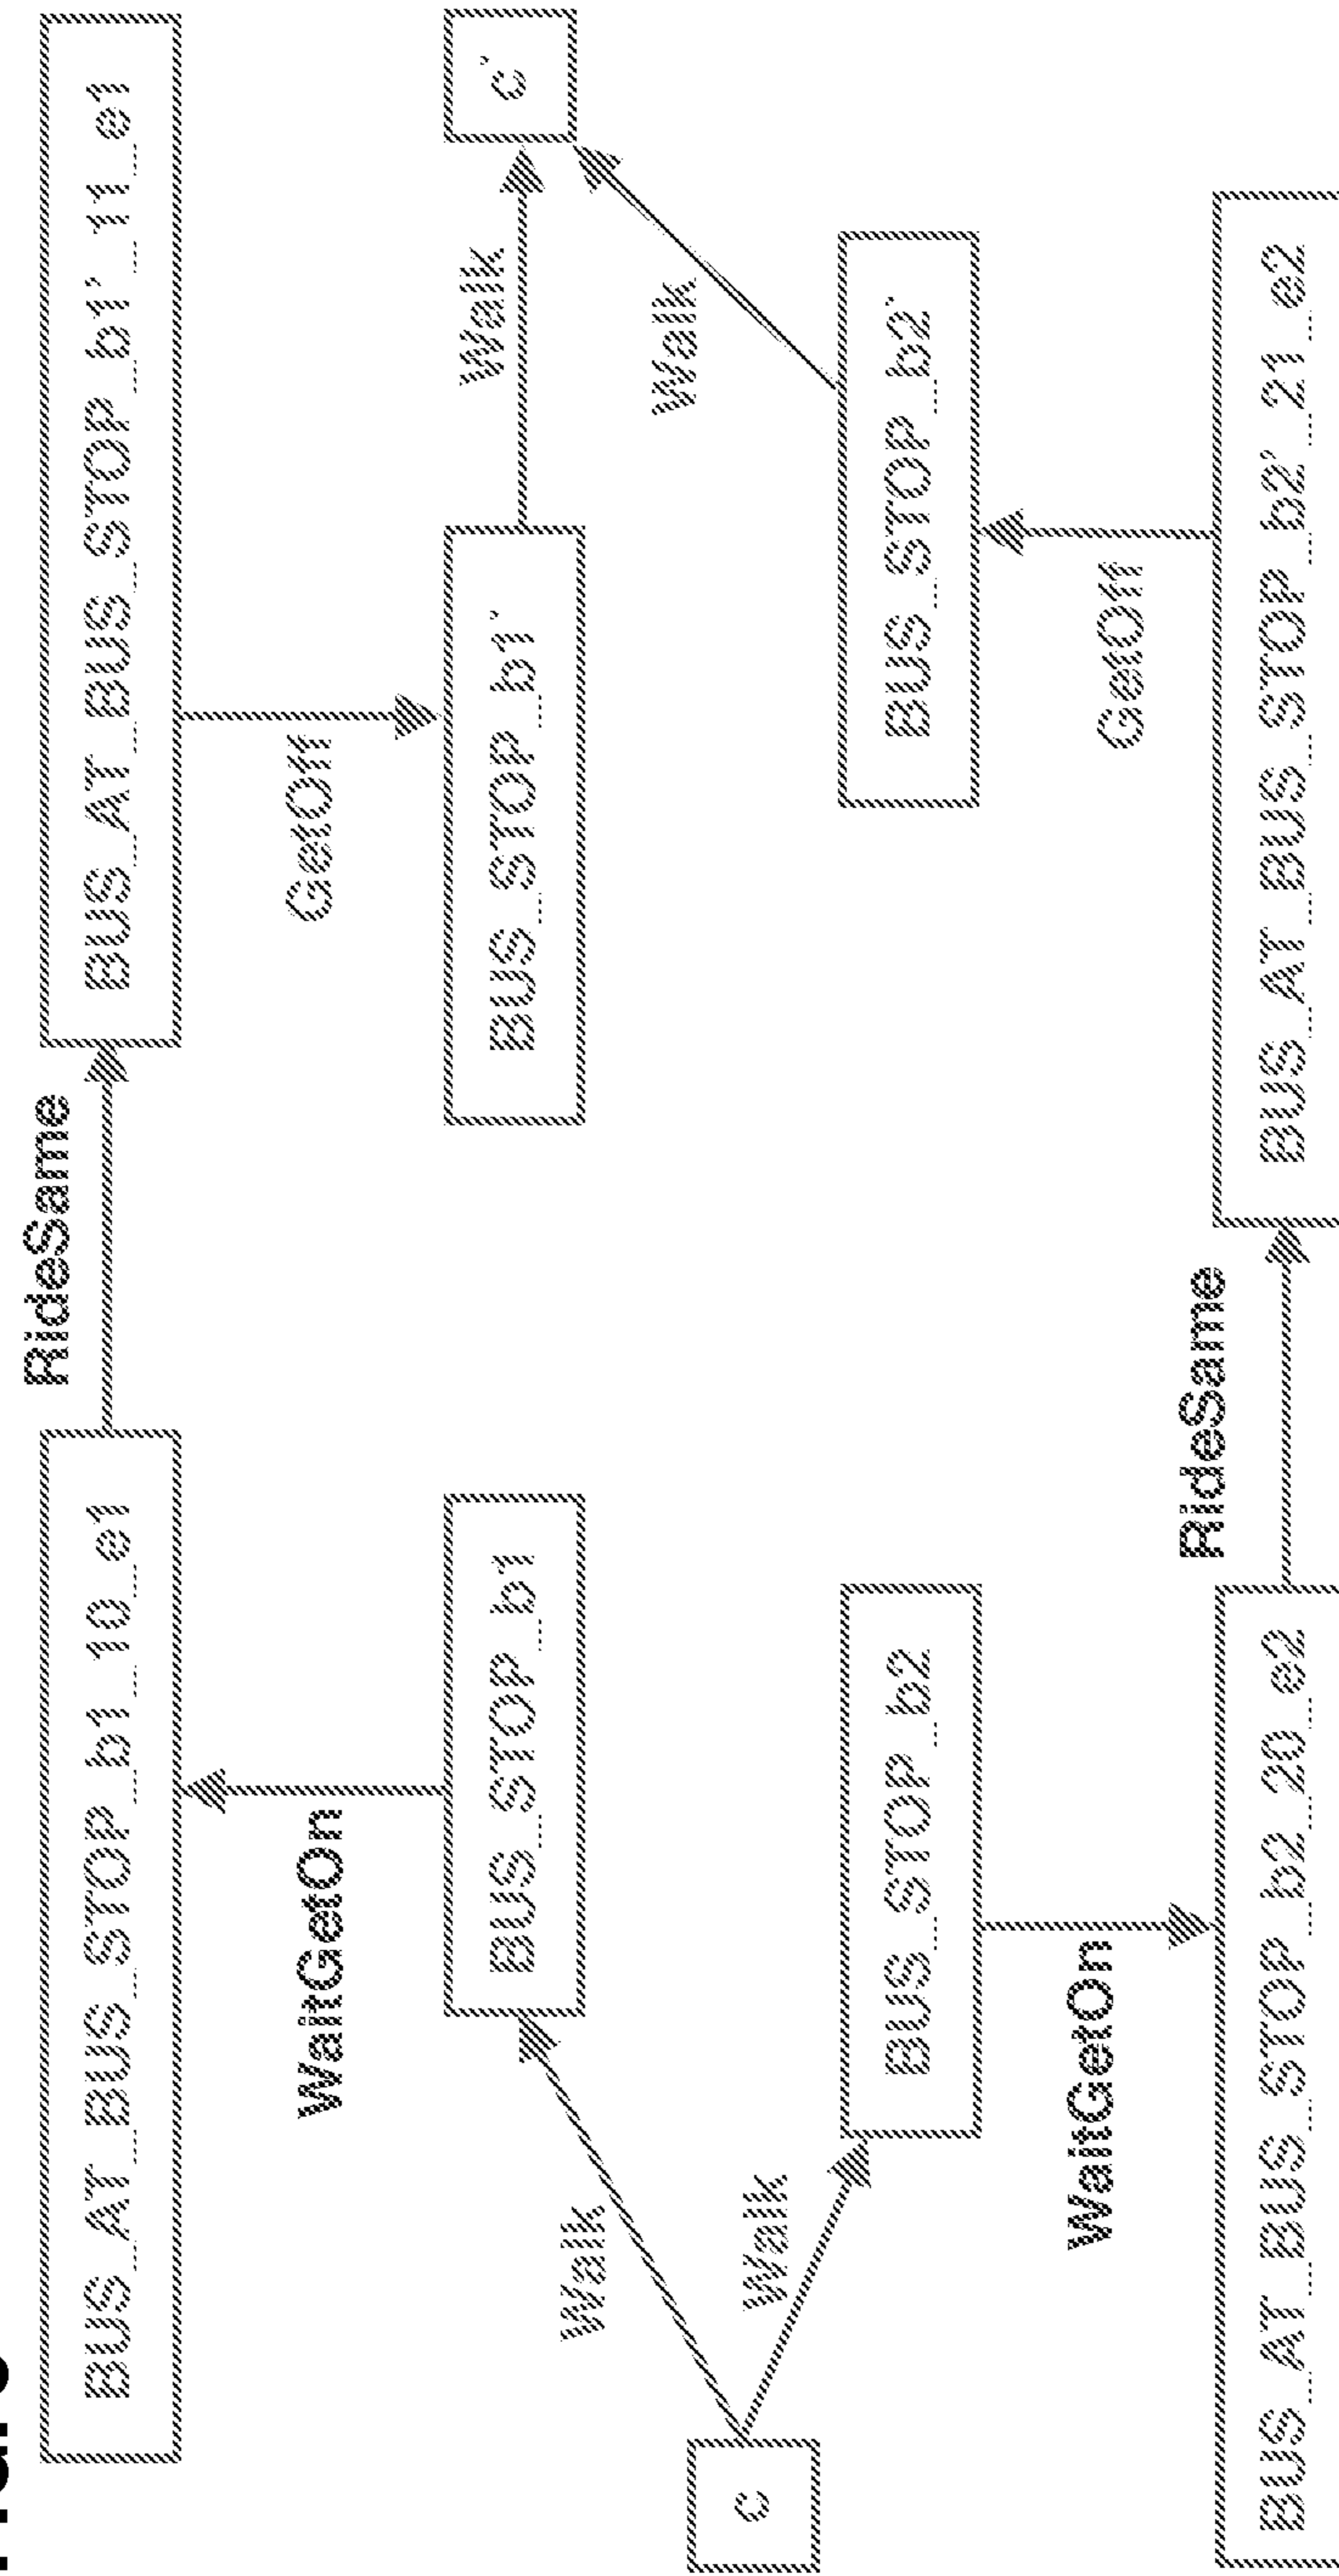 RideSame
BUS_AT_BUS_STOP_b1_10_e1
BUS_AT_BUS_STOP_b1'_11_e1
WaitGetOn
GetOff
BUS_STOP_b1
BUS_STOP_b1'
Walk
c'
Walk
Walk
c
Walk
BUS_STOP_b2
BUS_STOP_b2'
WaitGetOn
GetOff
RideSame
BUS_AT_BUS_STOP_b2_20_e2
BUS_AT_BUS_STOP_b2'_21_e2